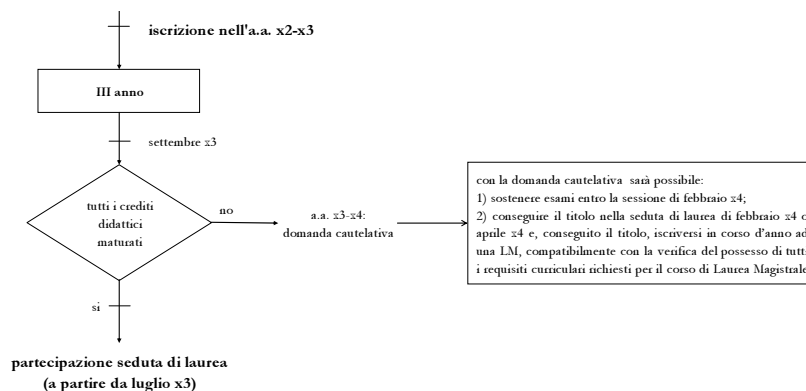 iscrizione nell'a.a. x2-x3
III anno
settembre x3
tutti i crediti
didattici
maturati
no
a.a. x3-x4:
domanda cautelativa
con la domanda cautelativa sarà possibile:
1) sostenere esami entro la sessione di febbraio x4;
2) conseguire il titolo nella seduta di laurea di febbraio x4 o
aprile x4 e, conseguito il titolo, iscriversi in corso d'anno ad
una LM, compatibilmente con la verifica del possesso di tutti
i requisiti curriculari richiesti per il corso di Laurea Magistrale
si
partecipazione seduta di laurea
(a partire da luglio x3)